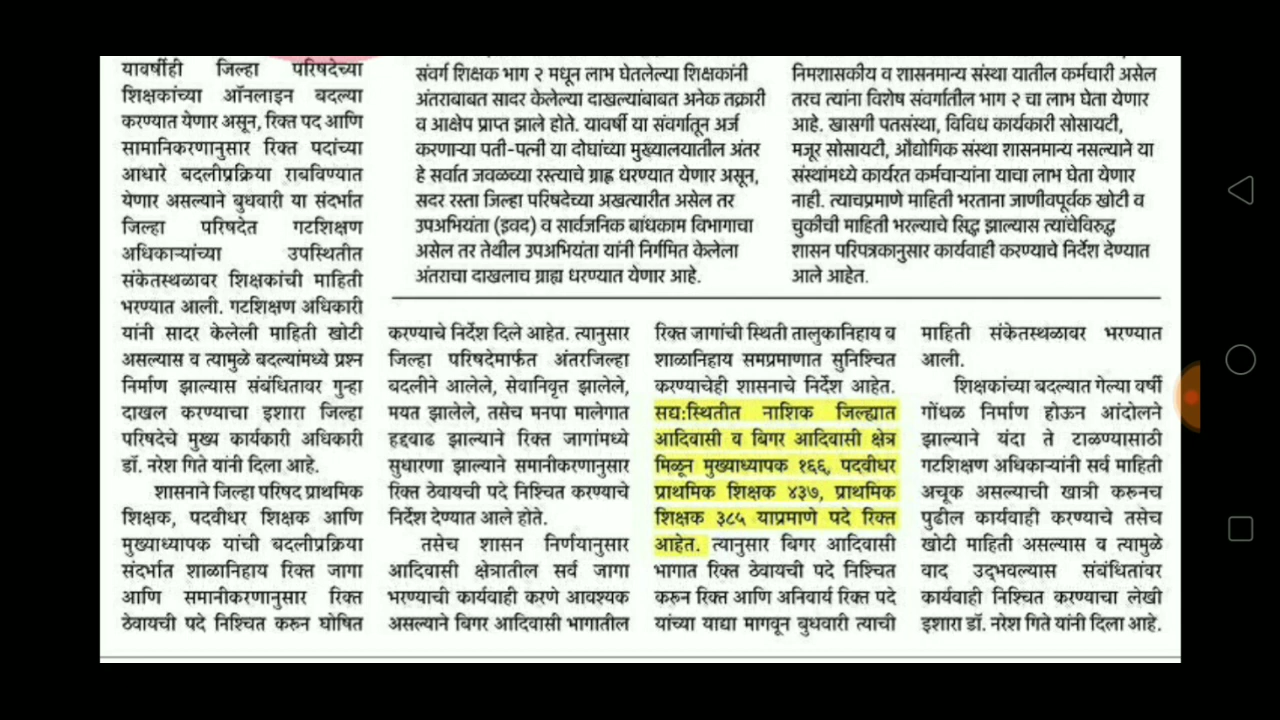 यावर्षीही जिल्हा परिषदेच्या
शिक्षकांच्या ऑनलाइन बदल्या
करण्यात येणार असून, रिक्त पद आणि
सामानिकरणानुसार रिक्त पदांच्या
आधारे बदलीप्रक्रिया राबविण्यात
येणार असल्याने बुधवारी या संदर्भात
जिल्हा परिषदेत गटशिक्षण
अधिकाऱ्यांच्या उपस्थितीत
संकेतस्थळावर शिक्षकांची माहिती
भरण्यात आली. गटशिक्षण अधिकारी
यांनी सादर केलेली माहिती खोटी
असल्यास व त्यामुळे बदल्यांमध्ये प्रश्न
निर्माण झाल्यास संबंधितावर गुन्हा
दाखल करण्याचा इशारा जिल्हा
परिषदेचे मुख्य कार्यकारी अधिकारी
डॉ. नरेश गिते यांनी दिला आहे.
शासनाने जिल्हा परिषद प्राथमिक
शिक्षक, पदवीधर शिक्षक आणि
मुख्याध्यापक यांची बदलीप्रक्रिया
संदर्भात शाळानिहाय रिक्त जागा
आणि समानीकरणानुसार रिक्त
ठेवायची पदे निश्चित करून घोषित
संवर्ग शिक्षक भाग २ मधून लाभ घेतलेल्या शिक्षकांनी
अंतराबाबत सादर केलेल्या दाखल्यांबाबत अनेक तक्रारी
व आक्षेप प्राप्त झाले होते. यावर्षी या संवर्गातून अर्ज
करणाऱ्या पती-पत्नी या दोघांच्या मुख्यालयातील अंतर
हे सर्वात जवळच्या रस्त्याचे ग्राह्य धरण्यात येणार असून,
सदर रस्ता जिल्हा परिषदेच्या अखत्यारीत असेल तर
उपअभियंता (इवद) व सार्वजनिक बांधकाम विभागाचा
असेल तर तेथील उपअभियंता यांनी निर्गमित केलेला
अंतराचा दाखलाच ग्राह्य धरण्यात येणार आहे.
निमशासकीय व शासनमान्य संस्था यातील कर्मचारी असेल
तरच त्यांना विशेष संवर्गातील भाग २ चा लाभ घेता येणार
आहे. खासगी पतसंस्था, विविध कार्यकारी सोसायटी,
मजूर सोसायटी, औद्योगिक संस्था शासनमान्य नसल्याने या
संस्थांमध्ये कार्यरत कर्मचाऱ्यांना याचा लाभ घेता येणार
नाही. त्याचप्रमाणे माहिती भरताना जाणीवपूर्वक खोटी व
चुकीची माहिती भरल्याचे सिद्ध झाल्यास त्यांचेविरुद्ध
शासन परिपत्रकानुसार कार्यवाही करण्याचे निर्देश देण्यात
आले आहेत.
करण्याचे निर्देश दिले आहेत. त्यानुसार
जिल्हा परिषदेमार्फत अंतरजिल्हा
बदलीने आलेले, सेवानिवृत्त झालेले,
मयत झालेले, तसेच मनपा मालेगात
हद्दवाढ झाल्याने रिक्त जागांमध्ये
सुधारणा झाल्याने समानीकरणानुसार
रिक्त ठेवायची पदे निश्चित करण्याचे
निर्देश देण्यात आले होते.
तसेच शासन निर्णयानुसार
आदिवासी क्षेत्रातील सर्व जागा
भरण्याची कार्यवाही करणे आवश्यक
असल्याने बिगर आदिवासी भागातील
रिक्त जागांची स्थिती तालुकानिहाय व
शाळानिहाय समप्रमाणात सुनिश्चित
करण्याचेही शासनाचे निर्देश आहेत.
सद्य:स्थितीत नाशिक जिल्ह्यात
आदिवासी व बिगर आदिवासी क्षेत्र
मिळून मुख्याध्यापक १६६, पदवीधर
प्राथमिक शिक्षक ४३७, प्राथमिक
शिक्षक ३८५ याप्रमाणे पदे रिक्त
आहेत. त्यानुसार बिगर आदिवासी
भागात रिक्त ठेवायची पदे निश्चित
करून रिक्त आणि अनिवार्य रिक्त पदे
यांच्या याद्या मागवून बुधवारी त्याची
माहिती संकेतस्थळावर भरण्यात
आली.
शिक्षकांच्या बदल्यात गेल्या वर्षी
गोंधळ निर्माण होऊन आंदोलने
झाल्याने यंदा ते टाळण्यासाठी
गटशिक्षण अधिकाऱ्यांनी सर्व माहिती
अचूक असल्याची खात्री करूनच
पुढील कार्यवाही करण्याचे तसेच
खोटी माहिती असल्यास व त्यामुळे
वाद उद्‌भवल्यास संबंधितांवर
कार्यवाही निश्चित करण्याचा लेखी
इशारा डॉ. नरेश गिते यांनी दिला आहे.